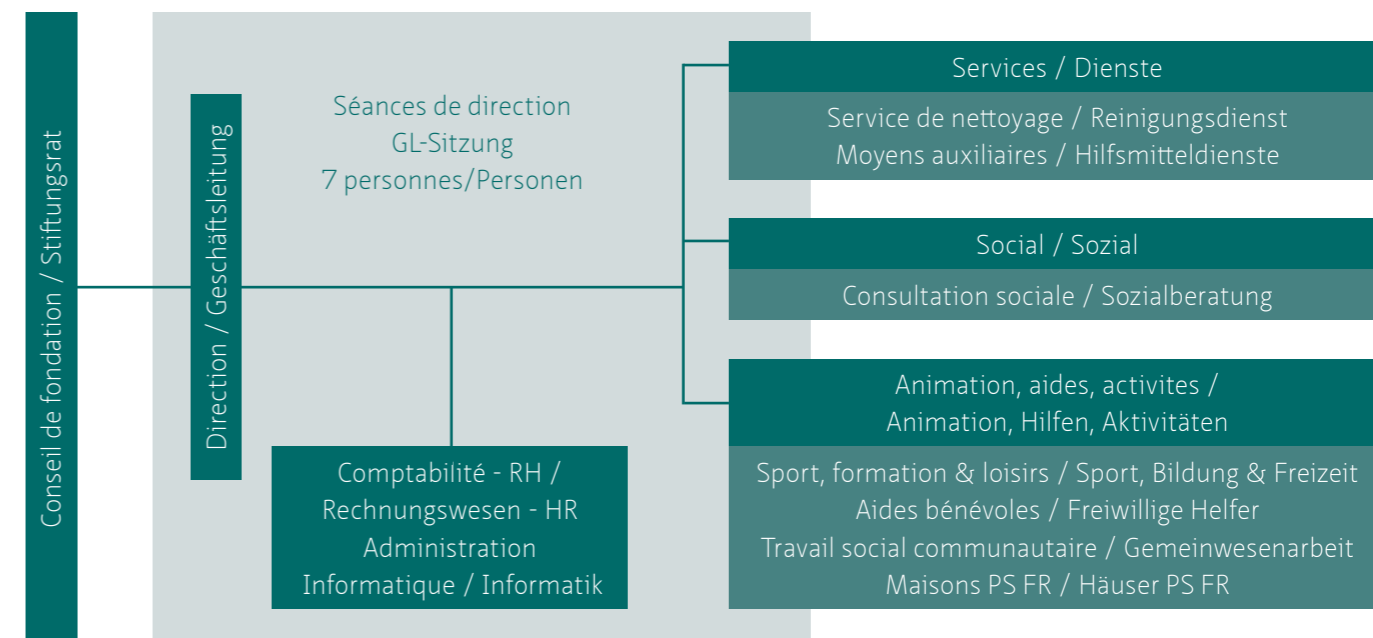 Conseil de fondation / Stiftungsrat
Direction / Geschäftsleitung
Séances de direction
GL-Sitzung
7 personnes/Personen
Comptabilité - RH /
Rechnungswesen - HR
Administration
Informatique / Informatik
Services / Dienste
Service de nettoyage / Reinigungsdienst
Moyens auxiliaires / Hilfsmitteldienste
Social / Sozial
Consultation sociale / Sozialberatung
Animation, aides, activites /
Animation, Hilfen, Aktivitäten
Sport, formation & loisirs / Sport, Bildung & Freizeit
Aides bénévoles / Freiwillige Helfer
Travail social communautaire / Gemeinwesenarbeit
Maisons PS FR / Häuser PS FR